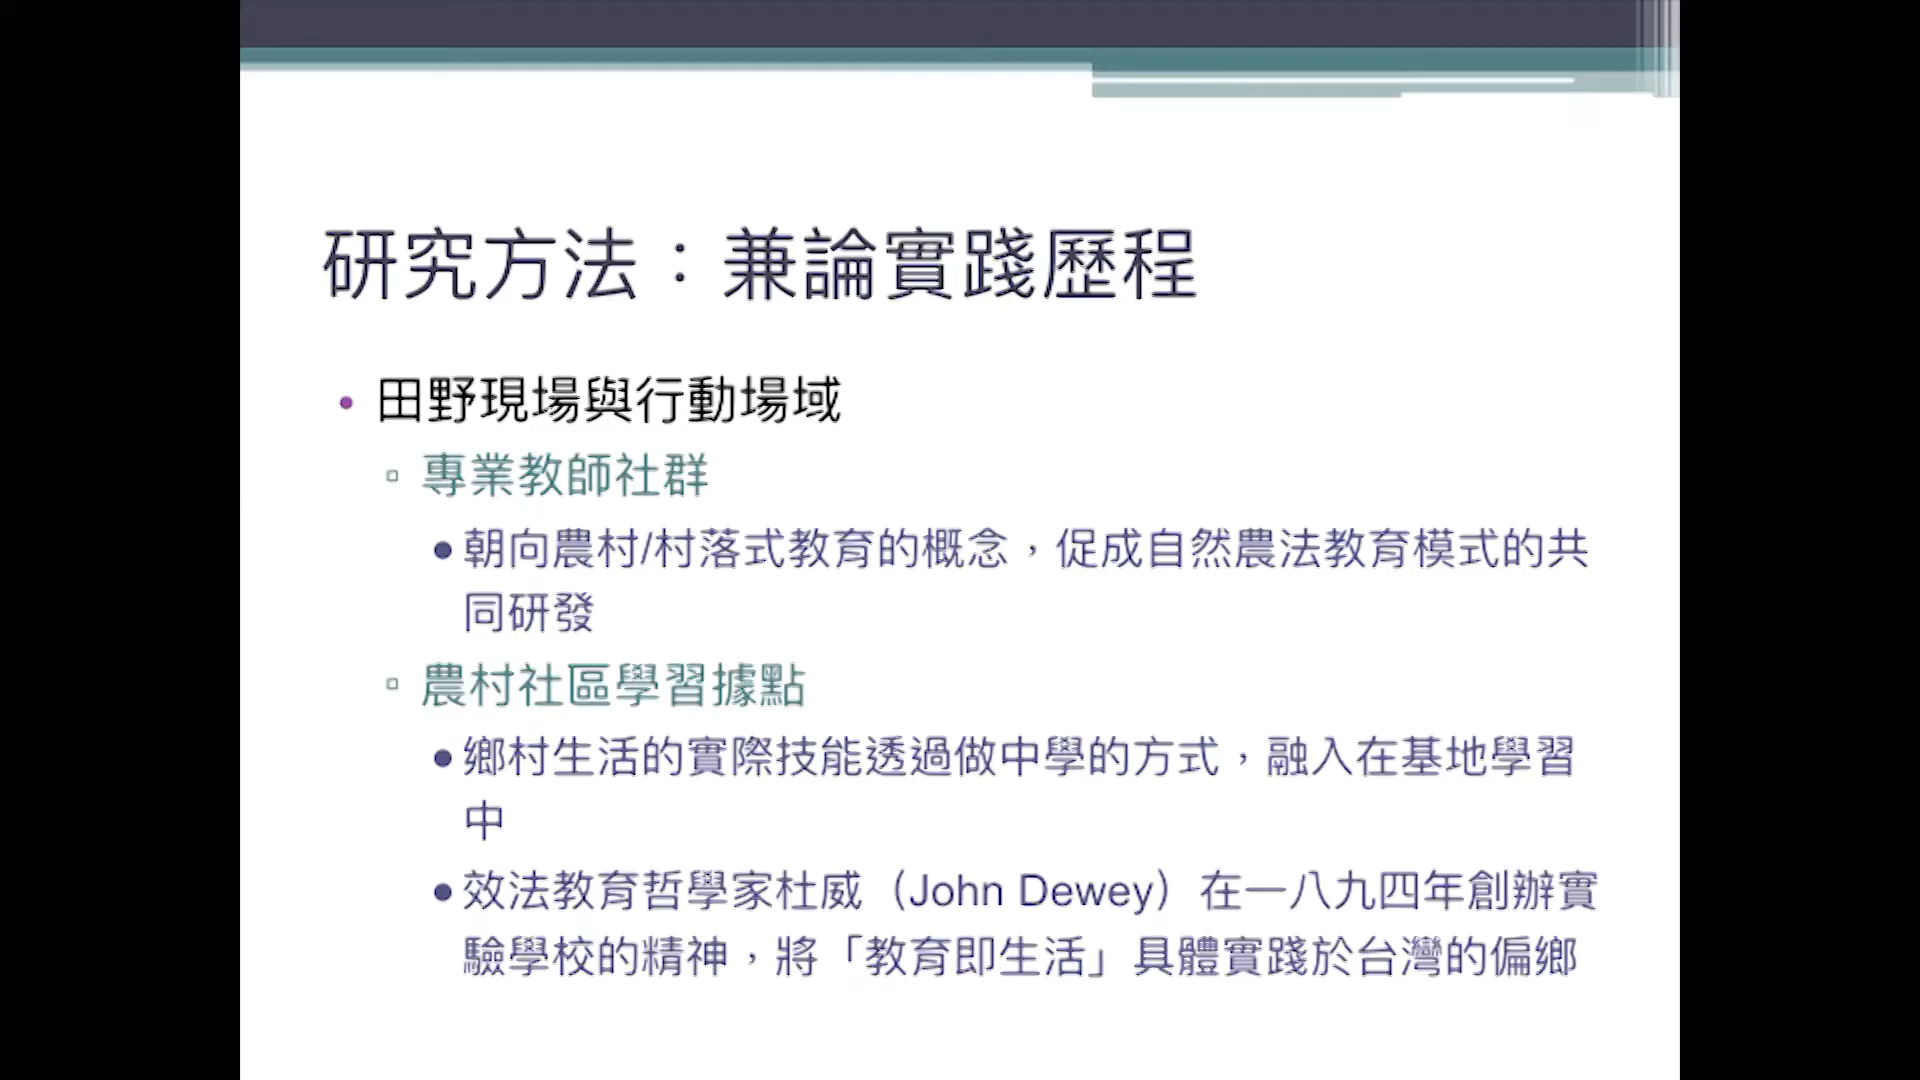 研究方法：兼論實踐歷程
• 田野現場與行動場域
▫ 專業教師社群
• 朝向農村/村落式教育的概念，促成自然農法教育模式的共
同研發
▫ 農村社區學習據點
• 鄉村生活的實際技能透過做中學的方式，融入在基地學習
中
• 效法教育哲學家杜威（John Dewey）在一八九四年創辦實
驗學校的精神，將「教育即生活」具體實踐於台灣的偏鄉